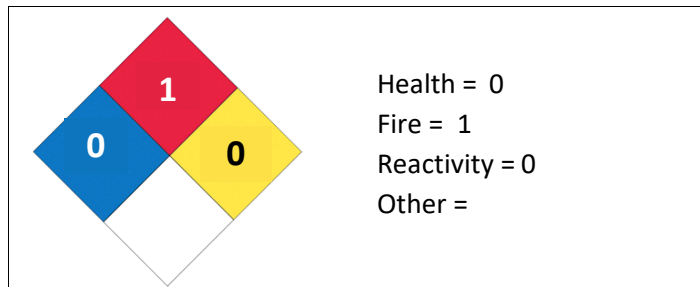 1
0
0
Health = 0
Fire = 1
Reactivity = 0
Other =